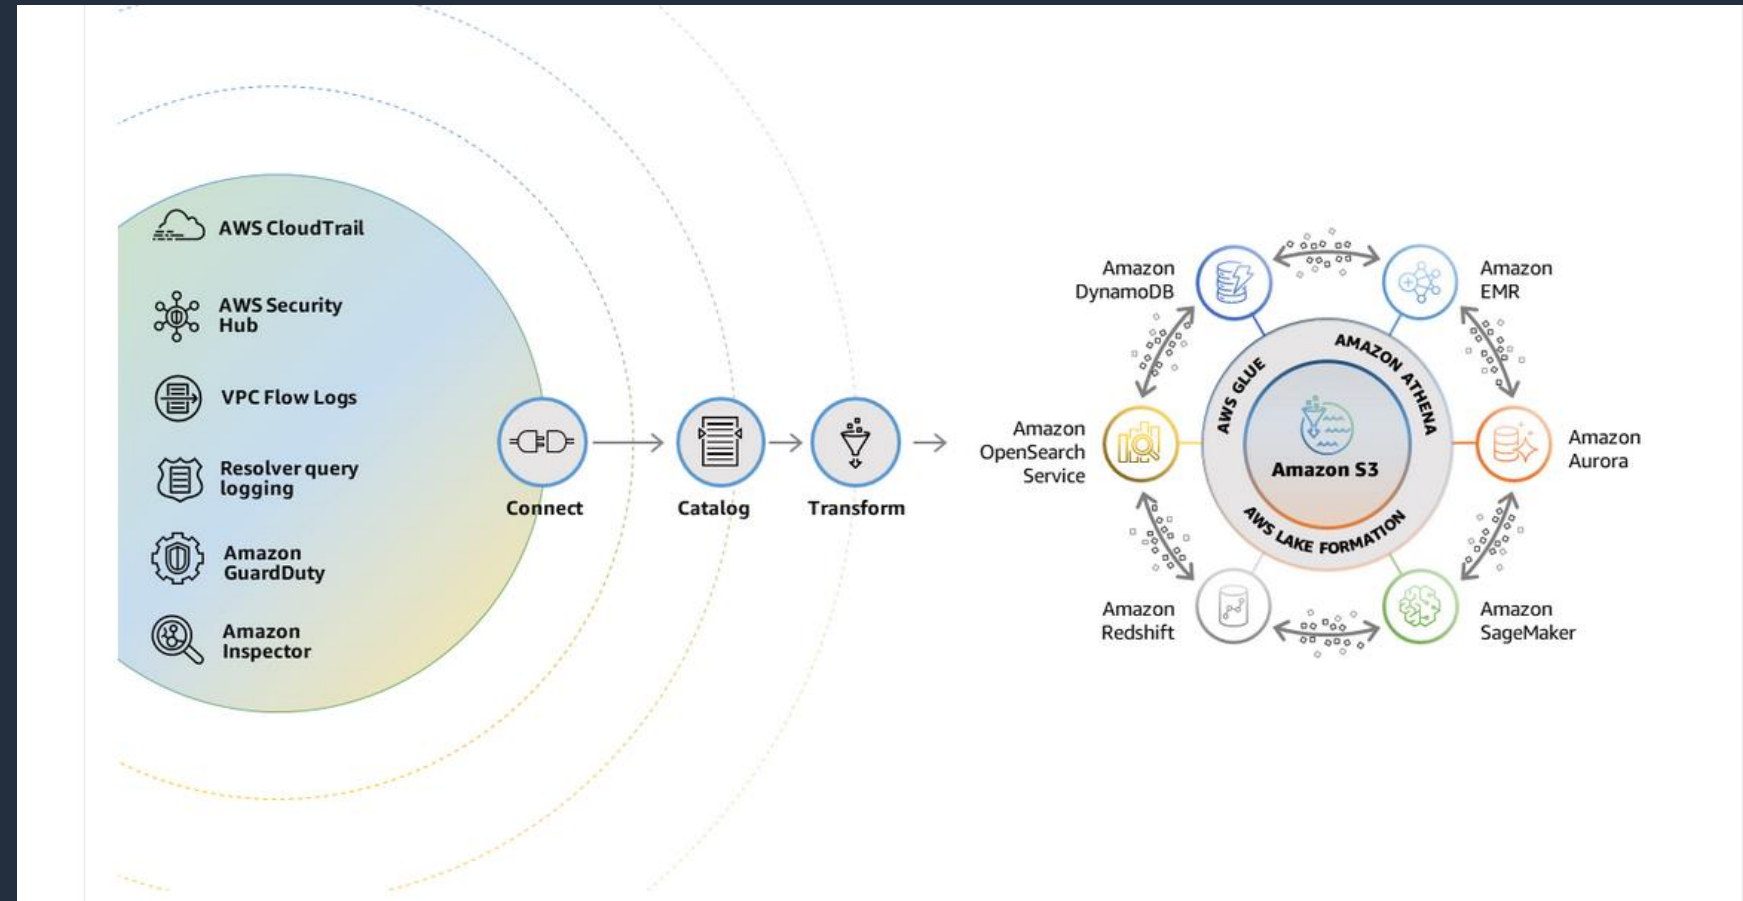 AWS CloudTrail
AWS Security
Hub
VPC Flow Logs
Resolver query
logging
Amazon
GuardDuty
Amazon
Inspector
Connect
Catalog
Transform
Amazon
DynamoDB
Amazon
EMR
Amazon
OpenSearch
Service
AWS GLUE
AMAZON ATHENA
Amazon S3
AWS LAKE FORMATION
Amazon
Aurora
Amazon
Redshift
Amazon
SageMaker